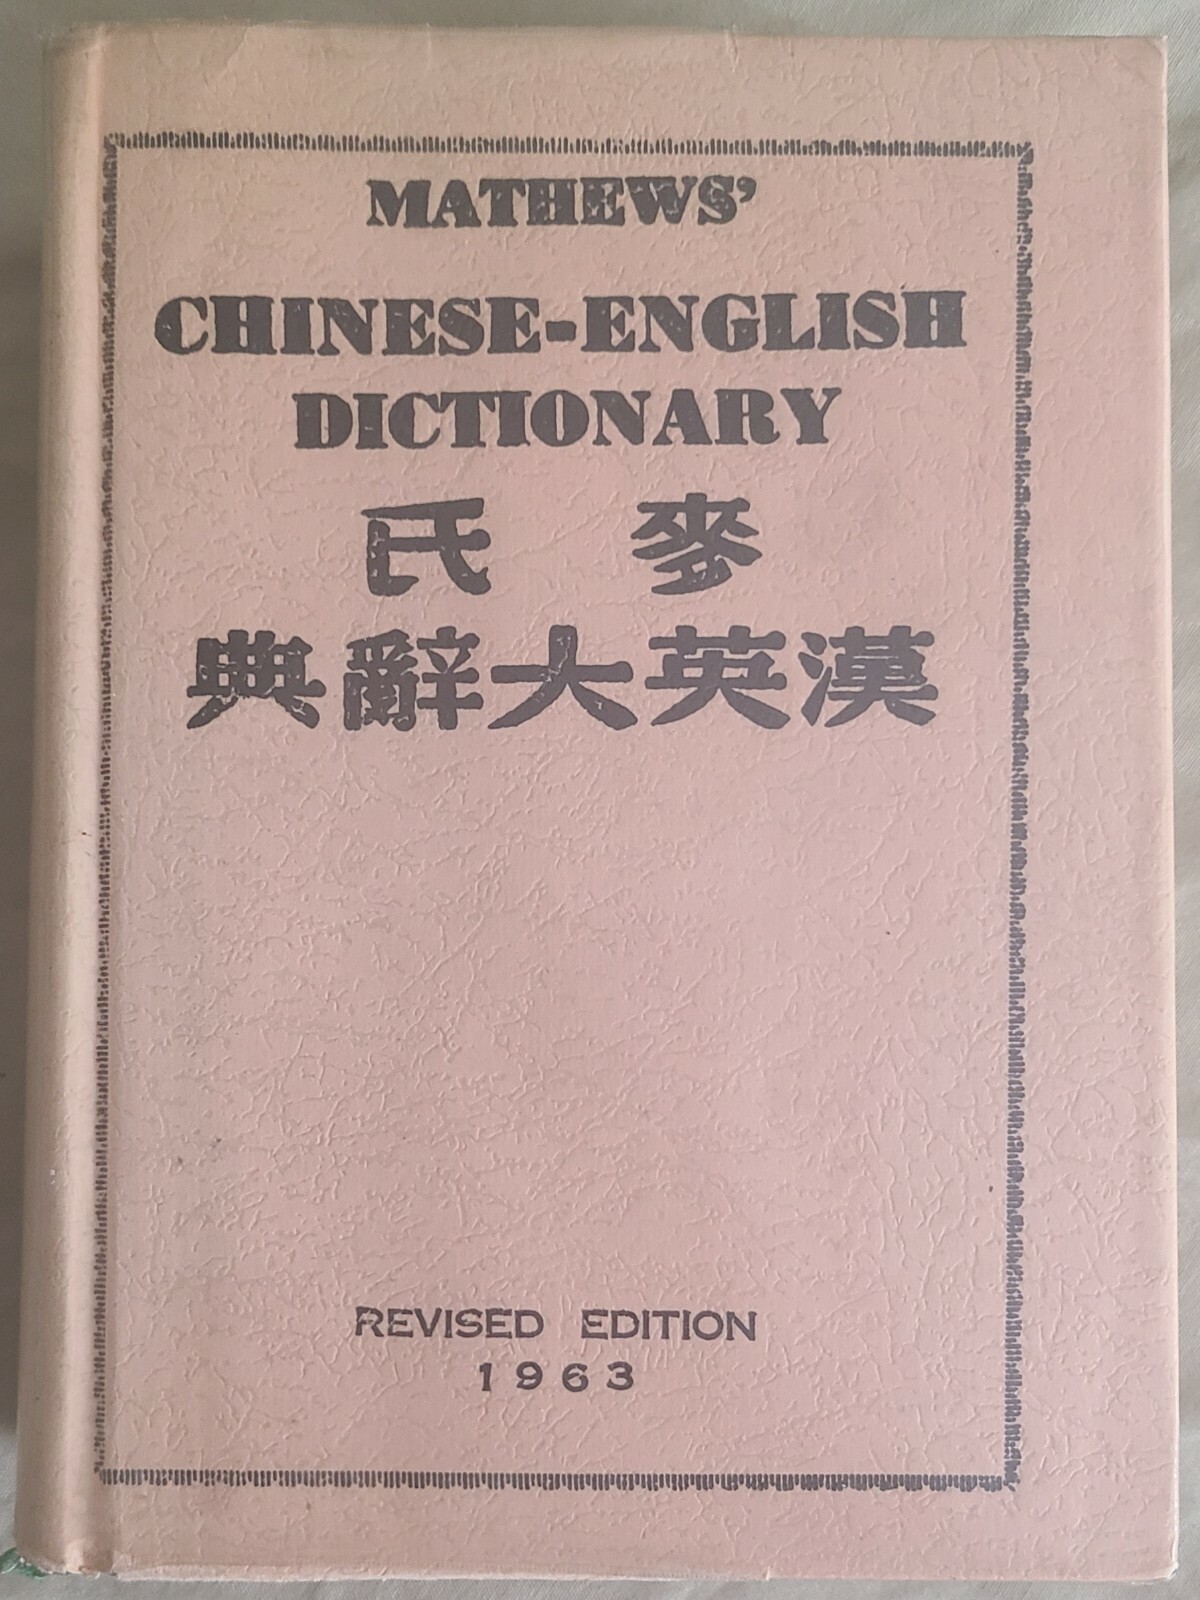 MATHEWS'
CHINESE-ENGLISH
DICTIONARY
麥氏
漢英大辭典
REVISED EDITION
1963